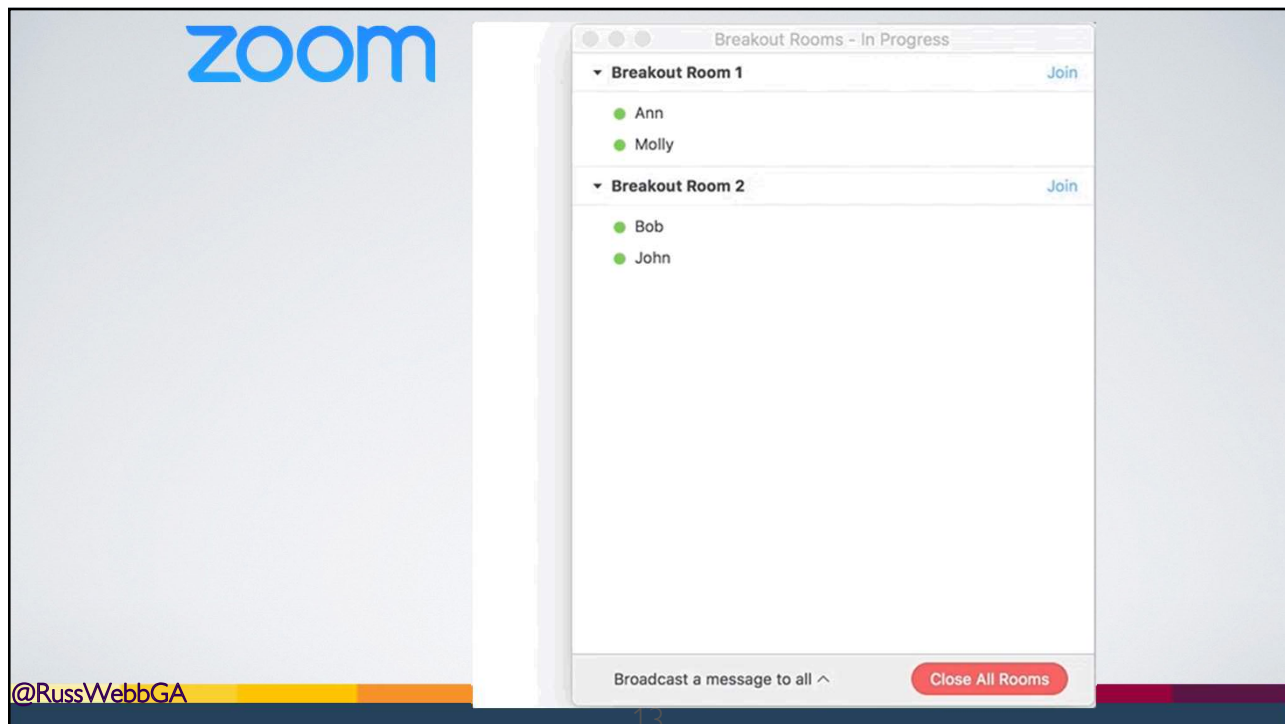 zoom
Breakout Rooms - In Progress
Breakout Room 1 Join
Ann
Molly
Breakout Room 2 Join
Bob
John
Broadcast a message to all ^ Close All Rooms
@RussWebbGA
13